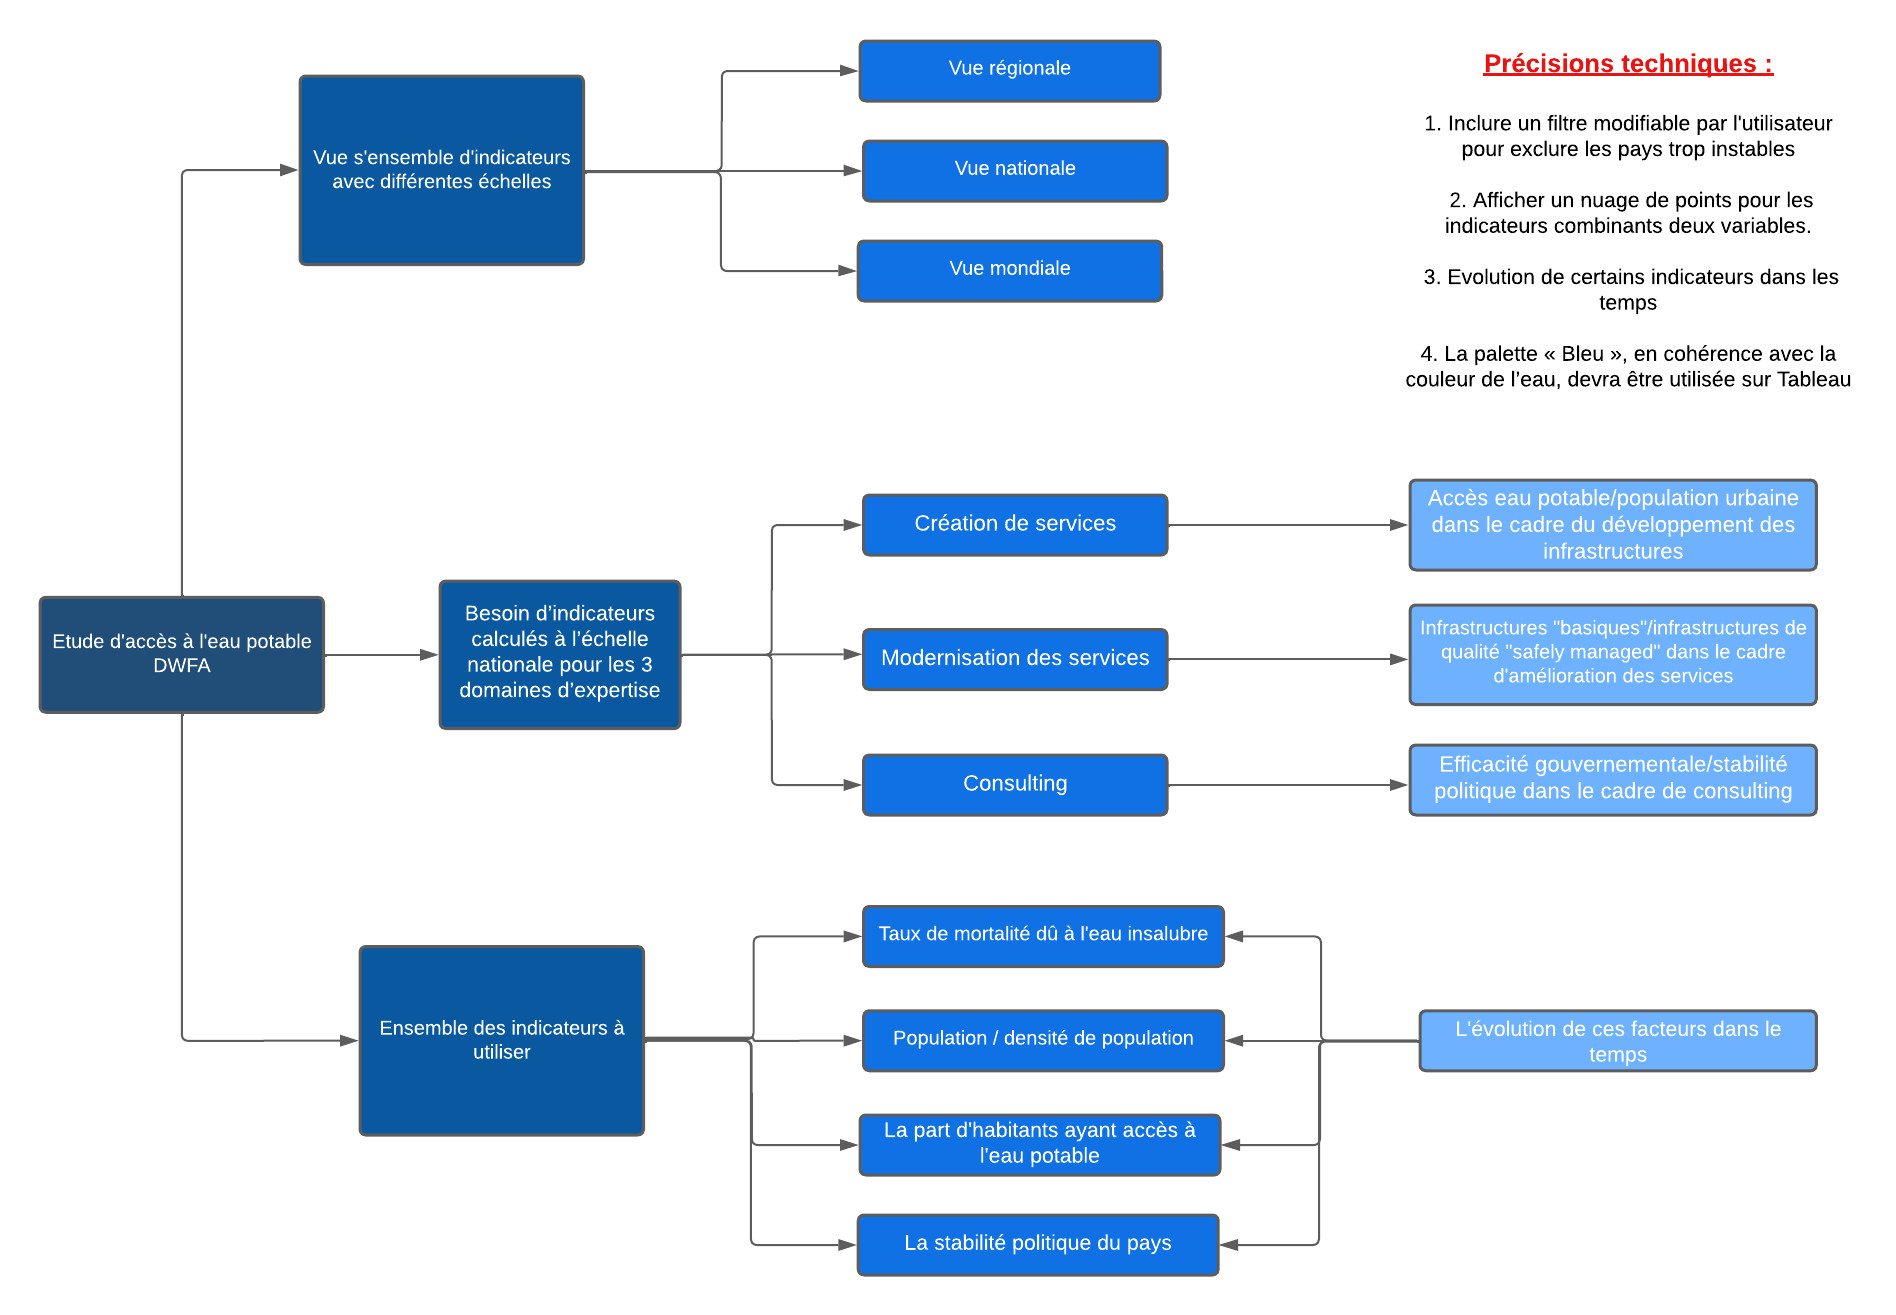 Vue régionale
Vue nationale
Vue mondiale
Vue s'ensemble d'indicateurs
avec différentes échelles
Précisions techniques :
1. Inclure un filtre modifiable par l'utilisateur
pour exclure les pays trop instables
2. Afficher un nuage de points pour les
indicateurs combinants deux variables.
3. Evolution de certains indicateurs dans les
temps
4. La palette « Bleu », en cohérence avec la
couleur de l’eau, devra être utilisée sur Tableau
Etude d'accès à l'eau potable
DWFA
Besoin d’indicateurs
calculés à l’échelle
nationale pour les 3
domaines d’expertise
Création de services
Accès eau potable/population urbaine
dans le cadre du développement des
infrastructures
Modernisation des services
Infrastructures "basiques"/infrastructures de
qualité "safely managed" dans le cadre
d'amélioration des services
Consulting
Efficacité gouvernementale/stabilité
politique dans le cadre de consulting
Ensemble des indicateurs à
utiliser
Taux de mortalité dû à l'eau insalubre
Population / densité de population
La part d'habitants ayant accès à
l'eau potable
La stabilité politique du pays
L'évolution de ces facteurs dans le
temps